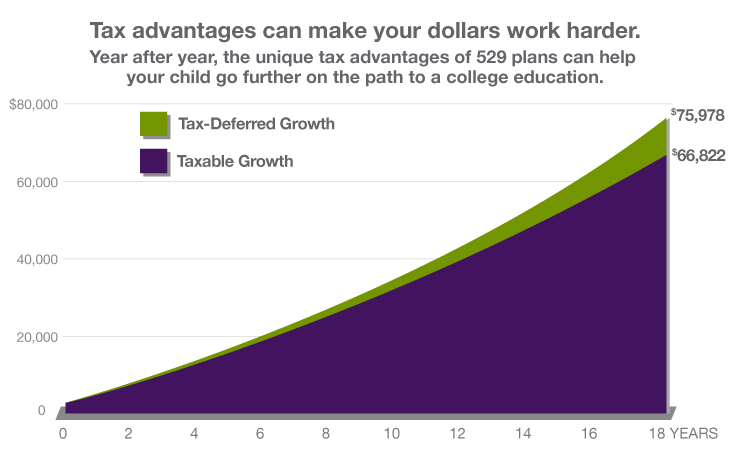 Tax advantages can make your dollars work harder.
Year after year, the unique tax advantages of 529 plans can help
your child go further on the path to a college education.
$80,000
Tax-Deferred Growth
Taxable Growth
$75,978
$66,822
60,000
40,000
20,000
0
0 2 4 6 8 10 12 14 16 18 YEARS